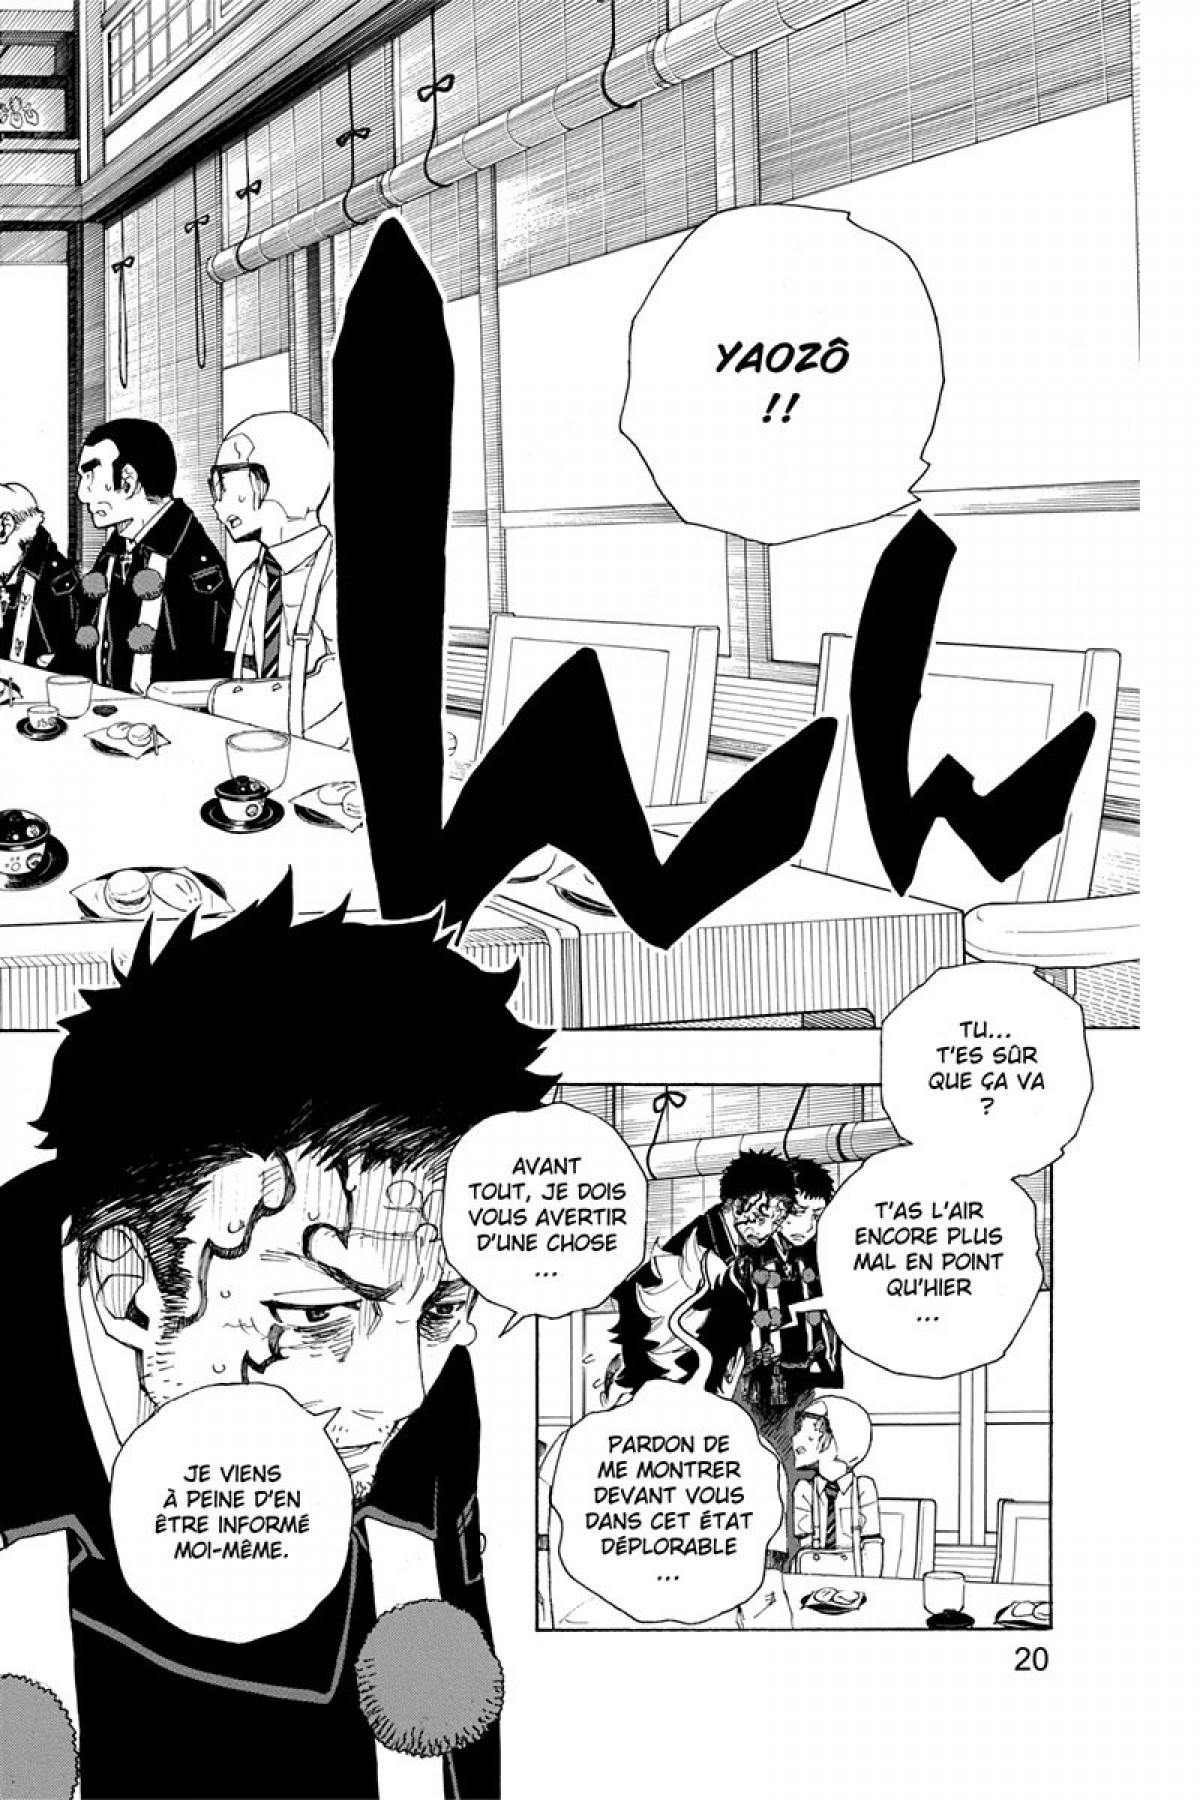 YAOZÔ
!!
TU...
T'ES SÛR
QUE ÇA VA
?
T'AS L'AIR
ENCORE PLUS
MAL EN POINT
QU'HIER
...
PARDON DE
ME MONTRER
DEVANT VOUS
DANS CET ÉTAT
DÉPLORABLE
...
AVANT
TOUT, JE DOIS
VOUS AVERTIR
D'UNE CHOSE
...
JE VIENS
À PEINE D'EN
ÊTRE INFORMÉ
MOI-MÊME.
20